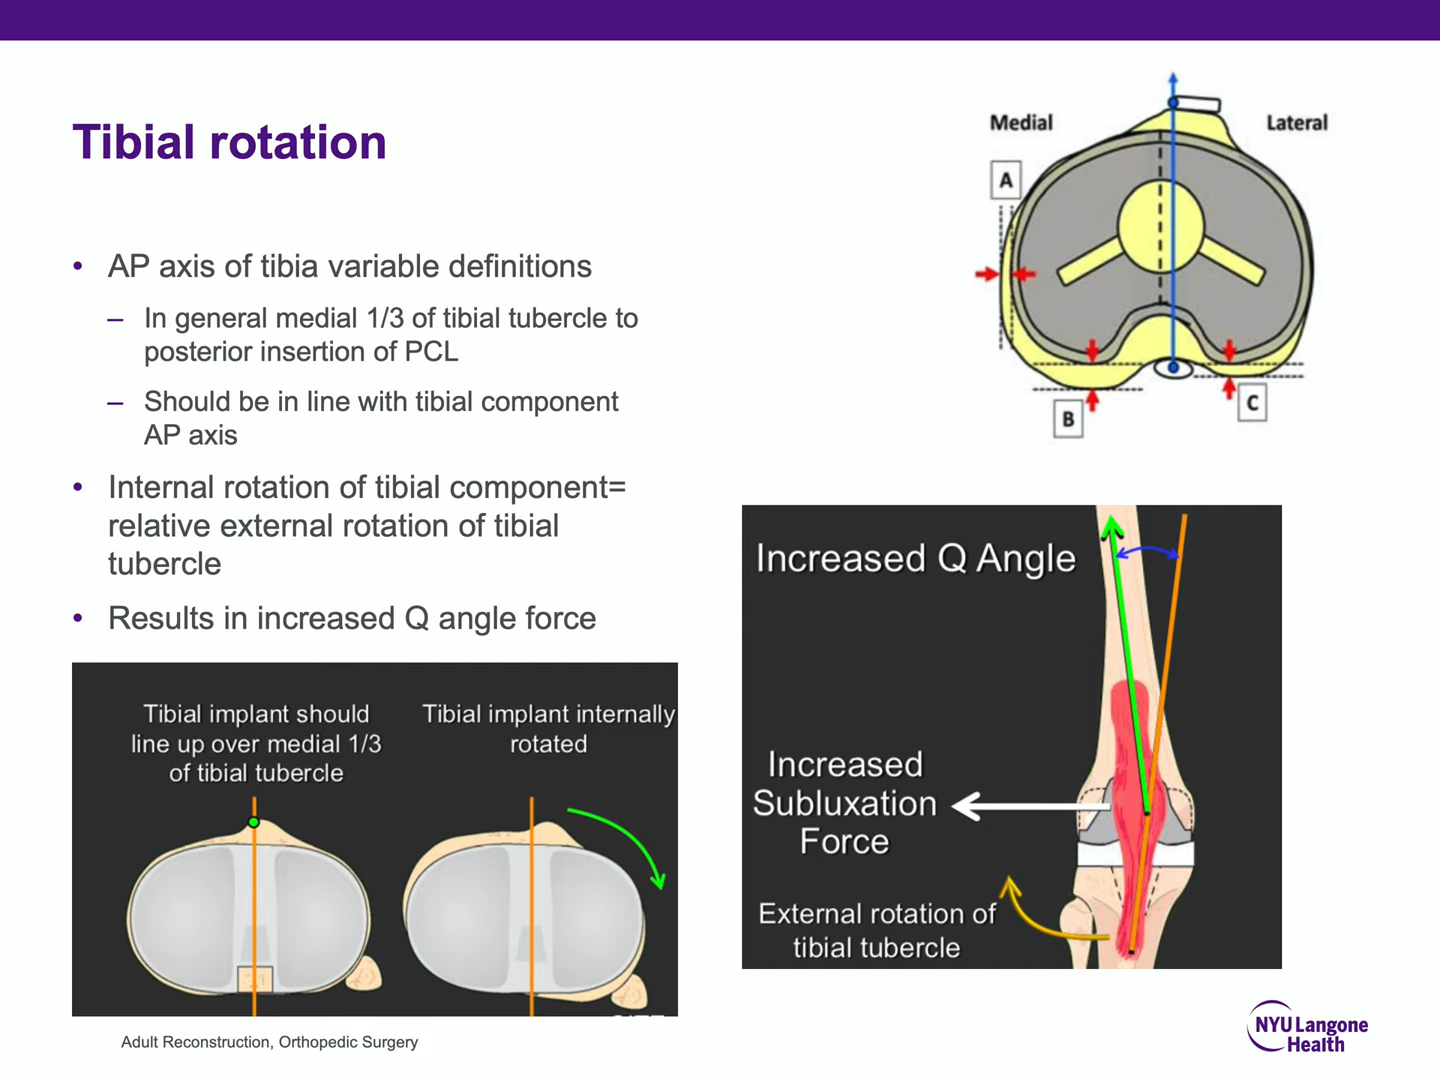 Tibial rotation
• AP axis of tibia variable definitions
– In general medial 1/3 of tibial tubercle to
posterior insertion of PCL
– Should be in line with tibial component
AP axis
• Internal rotation of tibial component=
relative external rotation of tibial
tubercle
• Results in increased Q angle force
Medial
Lateral
A
B
C
Tibial implant should
line up over medial 1/3
of tibial tubercle
Tibial implant internally
rotated
Increased Q Angle
Increased
Subluxation
Force
External rotation of
tibial tubercle
Adult Reconstruction, Orthopedic Surgery
NYU Langone
Health